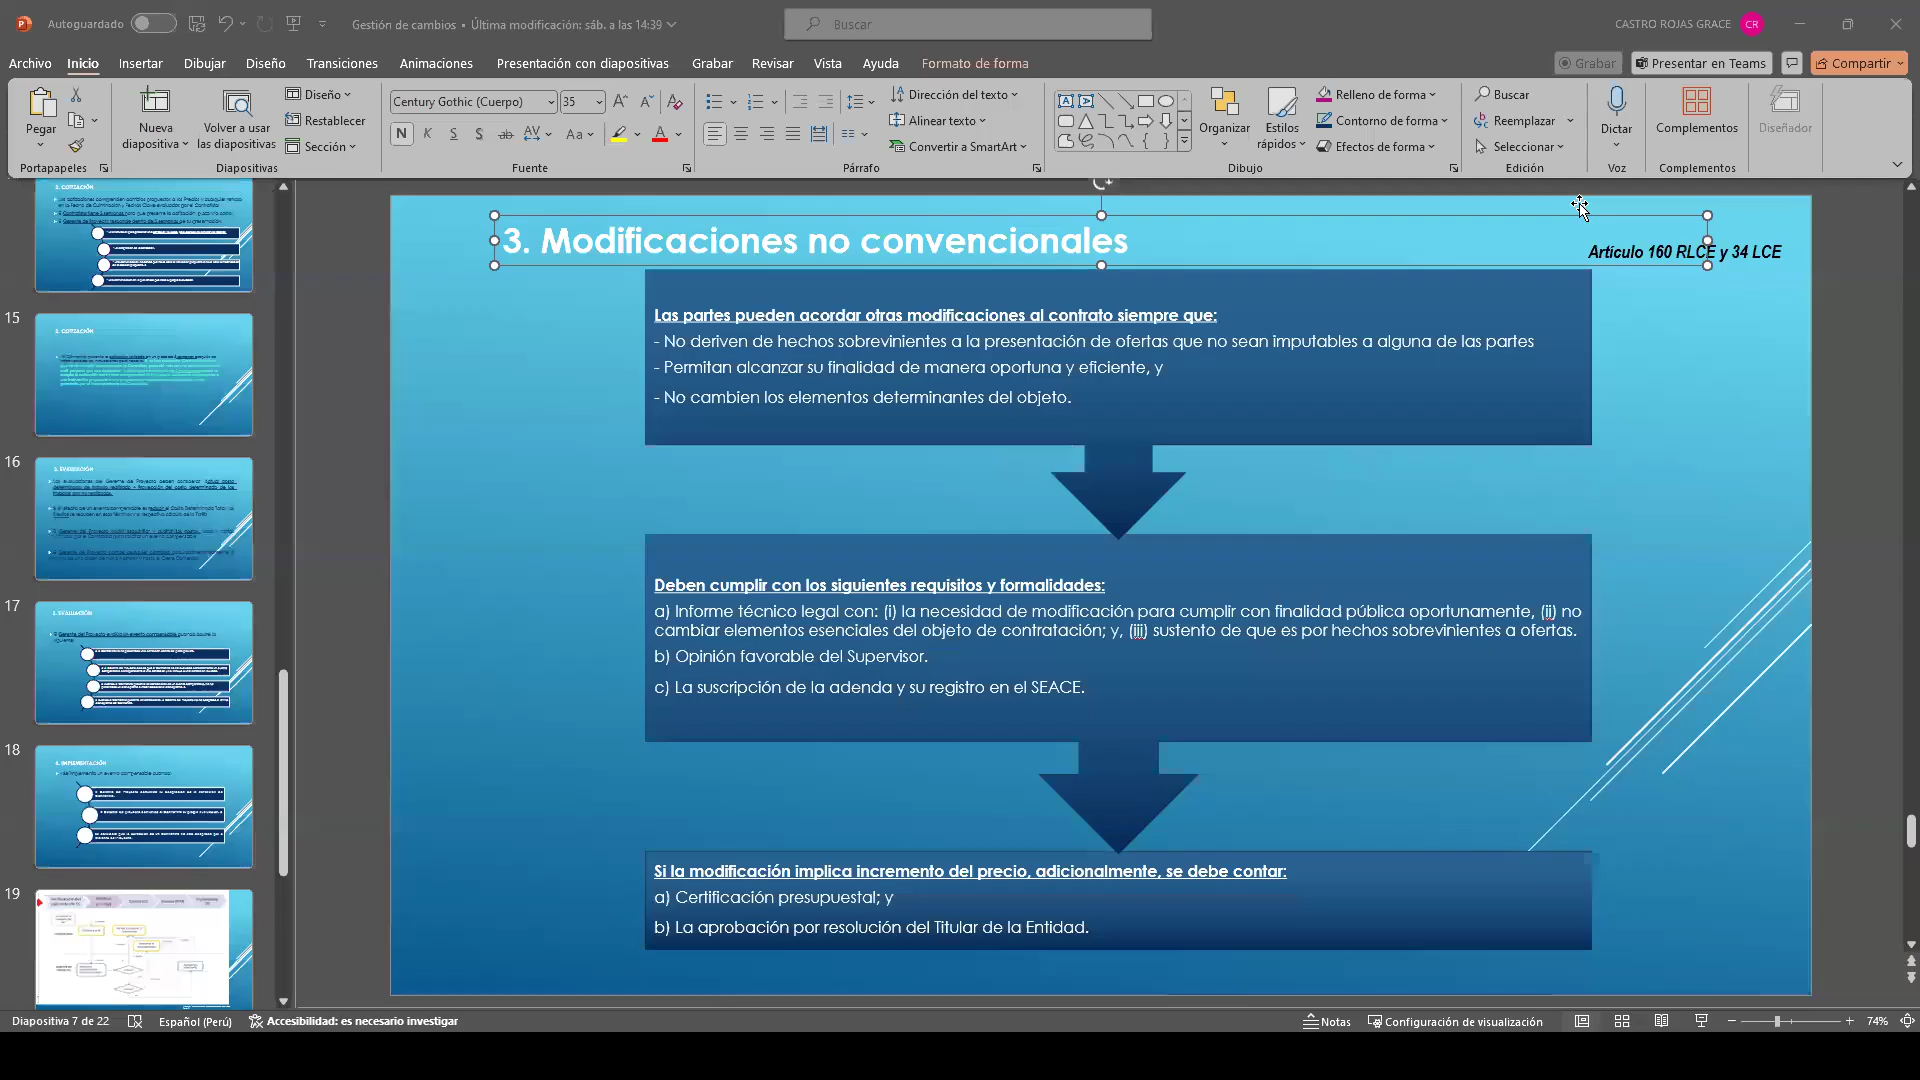 Autoguardado
Gestión de cambios • Última modificación: sáb. a las 14:39
Buscar
CASTRO ROJAS GRACE
CR
Archivo
Inicio
Insertar
Dibujar
Diseño
Transiciones
Animaciones
Presentación con diapositivas
Grabar
Revisar
Vista
Ayuda
Formato de forma
Grabar
Presentar en Teams
Compartir
Pegar
Portapapeles
Nueva
diapositiva
Volver a usar
las diapositivas
Diseño
Restablecer
Sección
Diapositivas
Century Gothic (Cuerpo)
35
N K S S ab AV Aa
Fuente
Dirección del texto
Alinear texto
Convertir a SmartArt
Párrafo
Organizar
Estilos
rápidos
Relleno de forma
Contorno de forma
Efectos de forma
Dibujo
Buscar
Reemplazar
Seleccionar
Edición
Dictar
Voz
Complementos
Complementos
Diseñador
15
16
17
18
19
3. Modificaciones no convencionales
Artículo 160 RLCE y 34 LCE
Las partes pueden acordar otras modificaciones al contrato siempre que:
- No deriven de hechos sobrevinientes a la presentación de ofertas que no sean imputables a alguna de las partes
- Permitan alcanzar su finalidad de manera oportuna y eficiente, y
- No cambien los elementos determinantes del objeto.
Deben cumplir con los siguientes requisitos y formalidades:
a) Informe técnico legal con: (i) la necesidad de modificación para cumplir con finalidad pública oportunamente, (ii) no
cambiar elementos esenciales del objeto de contratación; y, (iii) sustento de que es por hechos sobrevinientes a ofertas.
b) Opinión favorable del Supervisor.
c) La suscripción de la adenda y su registro en el SEACE.
Si la modificación implica incremento del precio, adicionalmente, se debe contar:
a) Certificación presupuestal; y
b) La aprobación por resolución del Titular de la Entidad.
Diapositiva 7 de 22
Español (Perú)
Accesibilidad: es necesario investigar
Notas
Configuración de visualización
74%